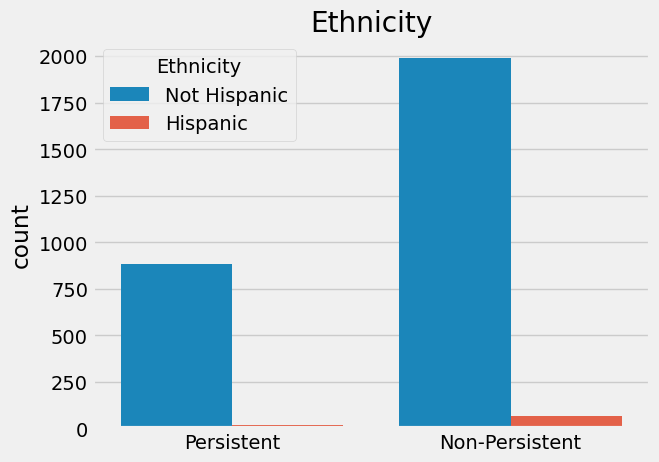 Ethnicity
2000
1750
1500
1250
1000
750
500
250
0
count
Ethnicity
Not Hispanic
Hispanic
Persistent
Non-Persistent